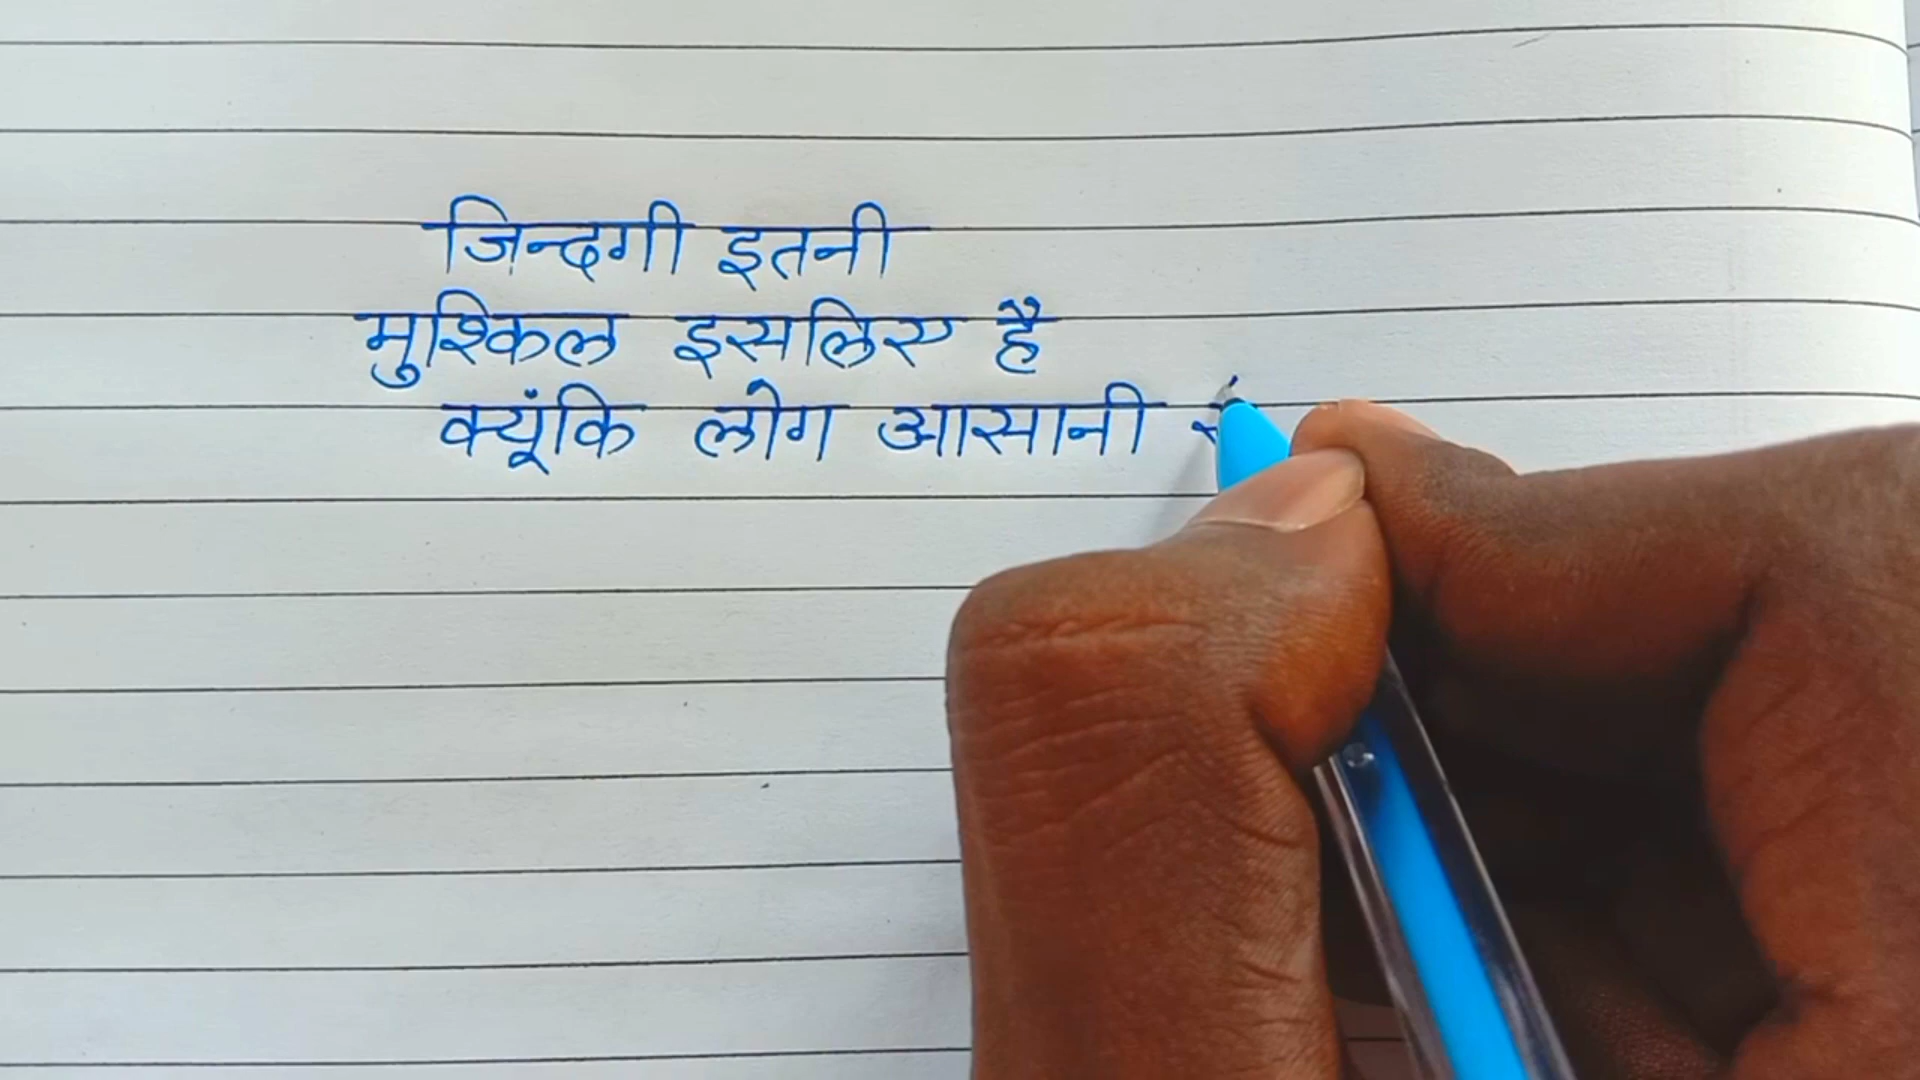 जिन्दगी इतनी
मुश्किल इसलिए है
क्यूंकि लोग आसानी